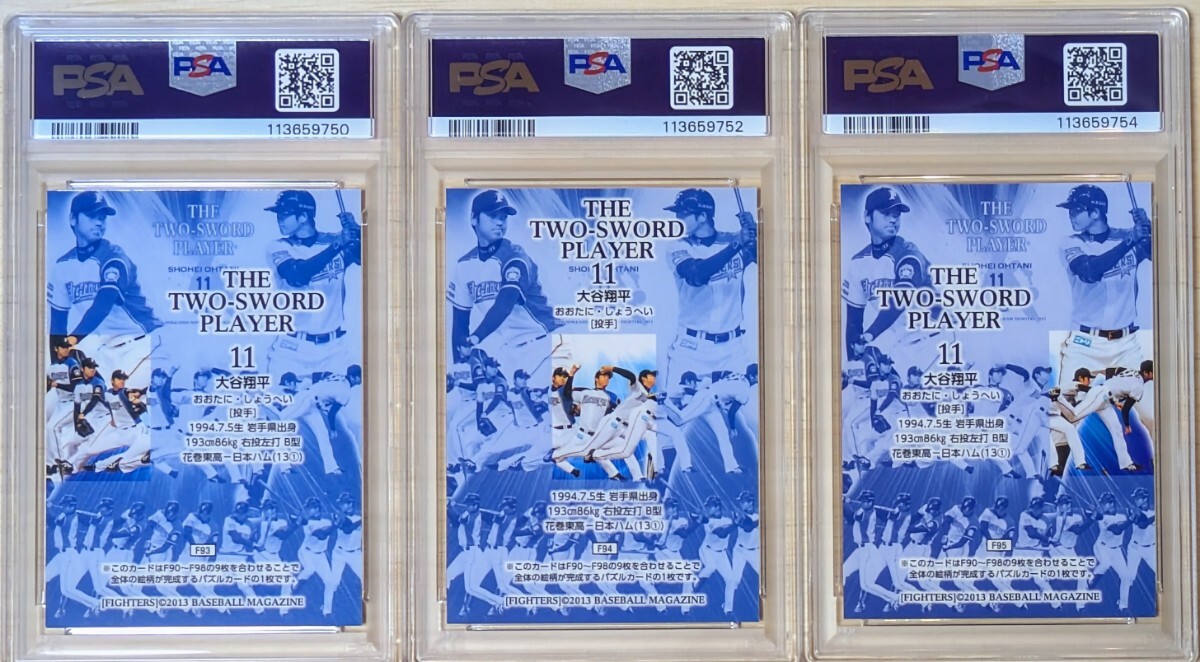 PSA
PSA
113659750
THE
TWO-SWORD
PLAYER
SHOHEI OHTANI
11
THE
TWO-SWORD
PLAYER
11
大谷翔平
おおたに・しょうへい
[投手]
1994.7.5生 岩手県出身
193cm86kg 右投左打 B型
花巻東高－日本ハム(13①)
F93
※このカードはF90〜F98の9枚を合わせることで
全体の絵柄が完成するパズルカードの1枚です。
[FIGHTERS]©2013 BASEBALL MAGAZINE
PSA
PSA
113659752
THE
TWO-SWORD
PLAYER
11
大谷翔平
おおたに・しょうへい
[投手]
1994.7.5生 岩手県出身
193cm86kg 右投左打 B型
花巻東高－日本ハム(13①)
F94
※このカードはF90〜F98の9枚を合わせることで
全体の絵柄が完成するパズルカードの1枚です。
[FIGHTERS]©2013 BASEBALL MAGAZINE
PSA
PSA
113659754
THE
TWO-SWORD
PLAYER
SHOHEI OHTANI
11
THE
TWO-SWORD
PLAYER
11
大谷翔平
おおたに・しょうへい
[投手]
1994.7.5生 岩手県出身
193cm86kg 右投左打 B型
花巻東高－日本ハム(13①)
F95
※このカードはF90〜F98の9枚を合わせることで
全体の絵柄が完成するパズルカードの1枚です。
[FIGHTERS]©2013 BASEBALL MAGAZINE